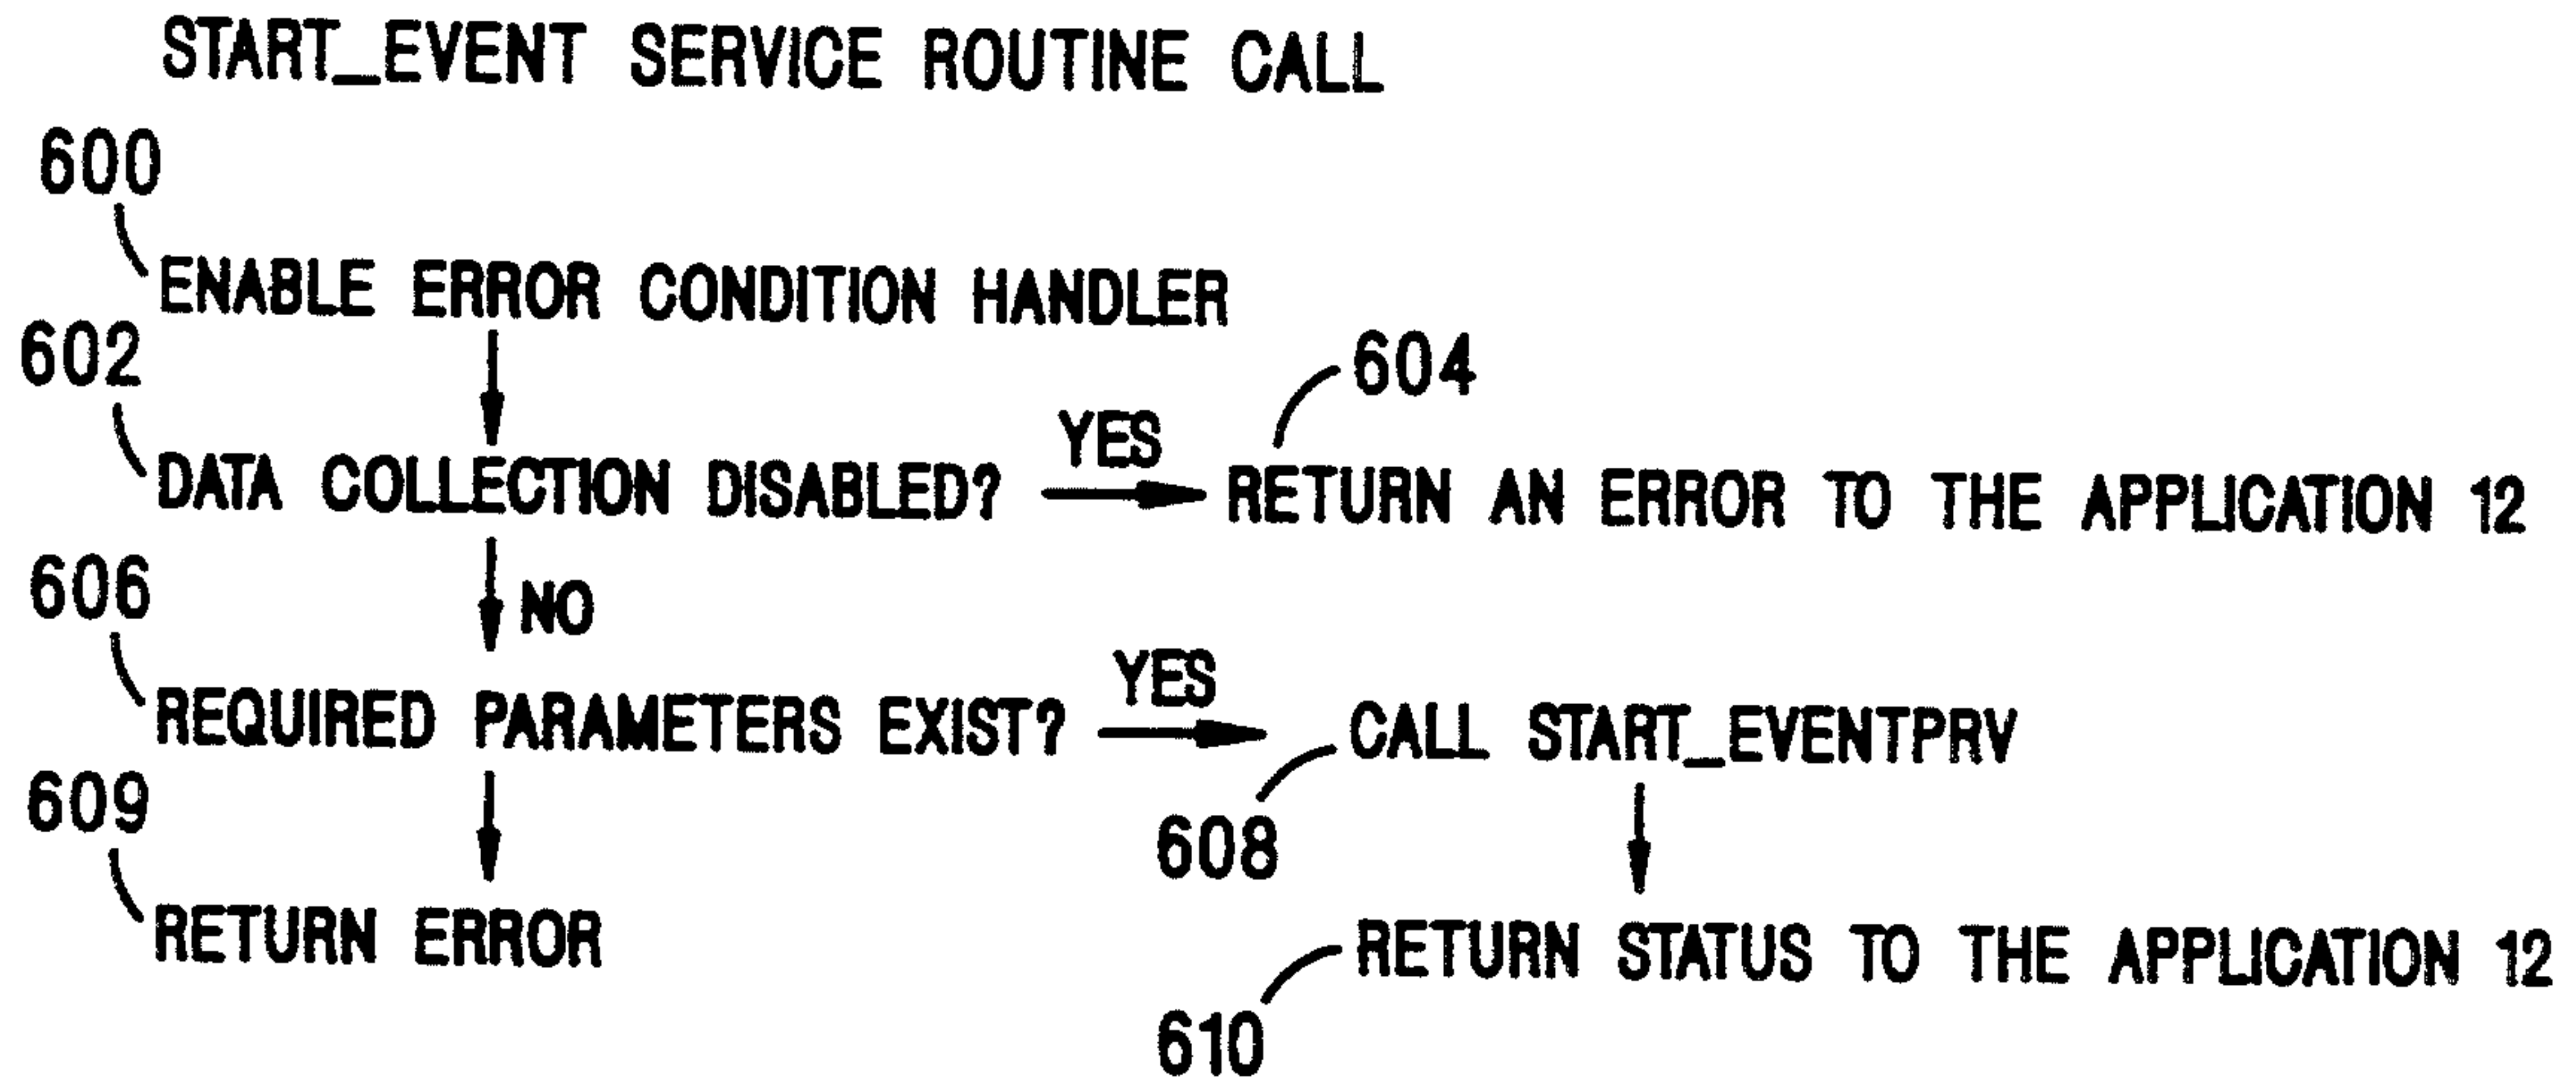 START_EVENT SERVICE ROUTINE CALL
600
ENABLE ERROR CONDITION HANDLER
602
604
DATA COLLECTION DISABLED?
YES
RETURN AN ERROR TO THE APPLICATION 12
NO
606
REQUIRED PARAMETERS EXIST?
YES
CALL START_EVENTPRV
608
609
RETURN ERROR
RETURN STATUS TO THE APPLICATION 12
610